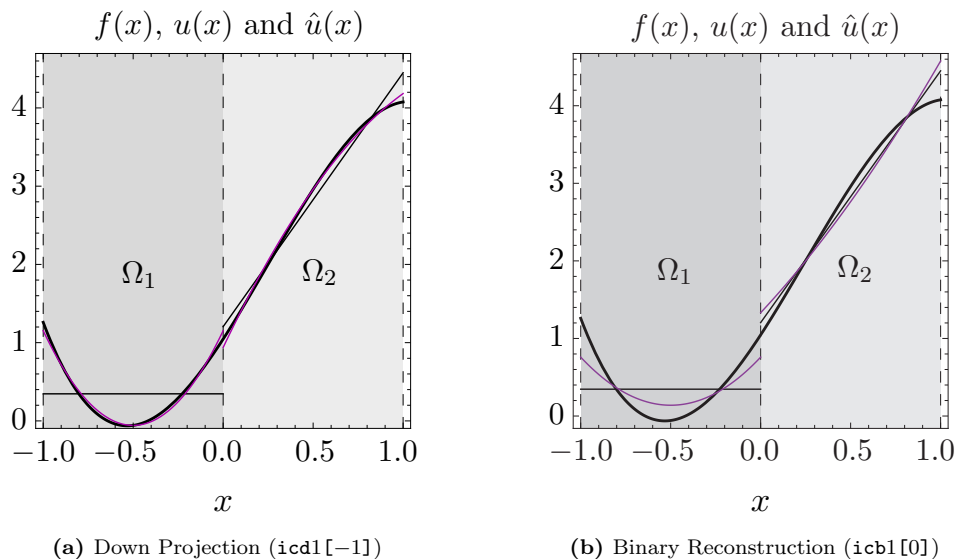 f(x), u(x) and û(x)
4
3
2
1
0
Ω₁
Ω₂
−1.0 −0.5 0.0 0.5 1.0
x
(a) Down Projection (icd1[−1])
f(x), u(x) and û(x)
4
3
2
1
0
Ω₁
Ω₂
−1.0 −0.5 0.0 0.5 1.0
x
(b) Binary Reconstruction (icb1[0])